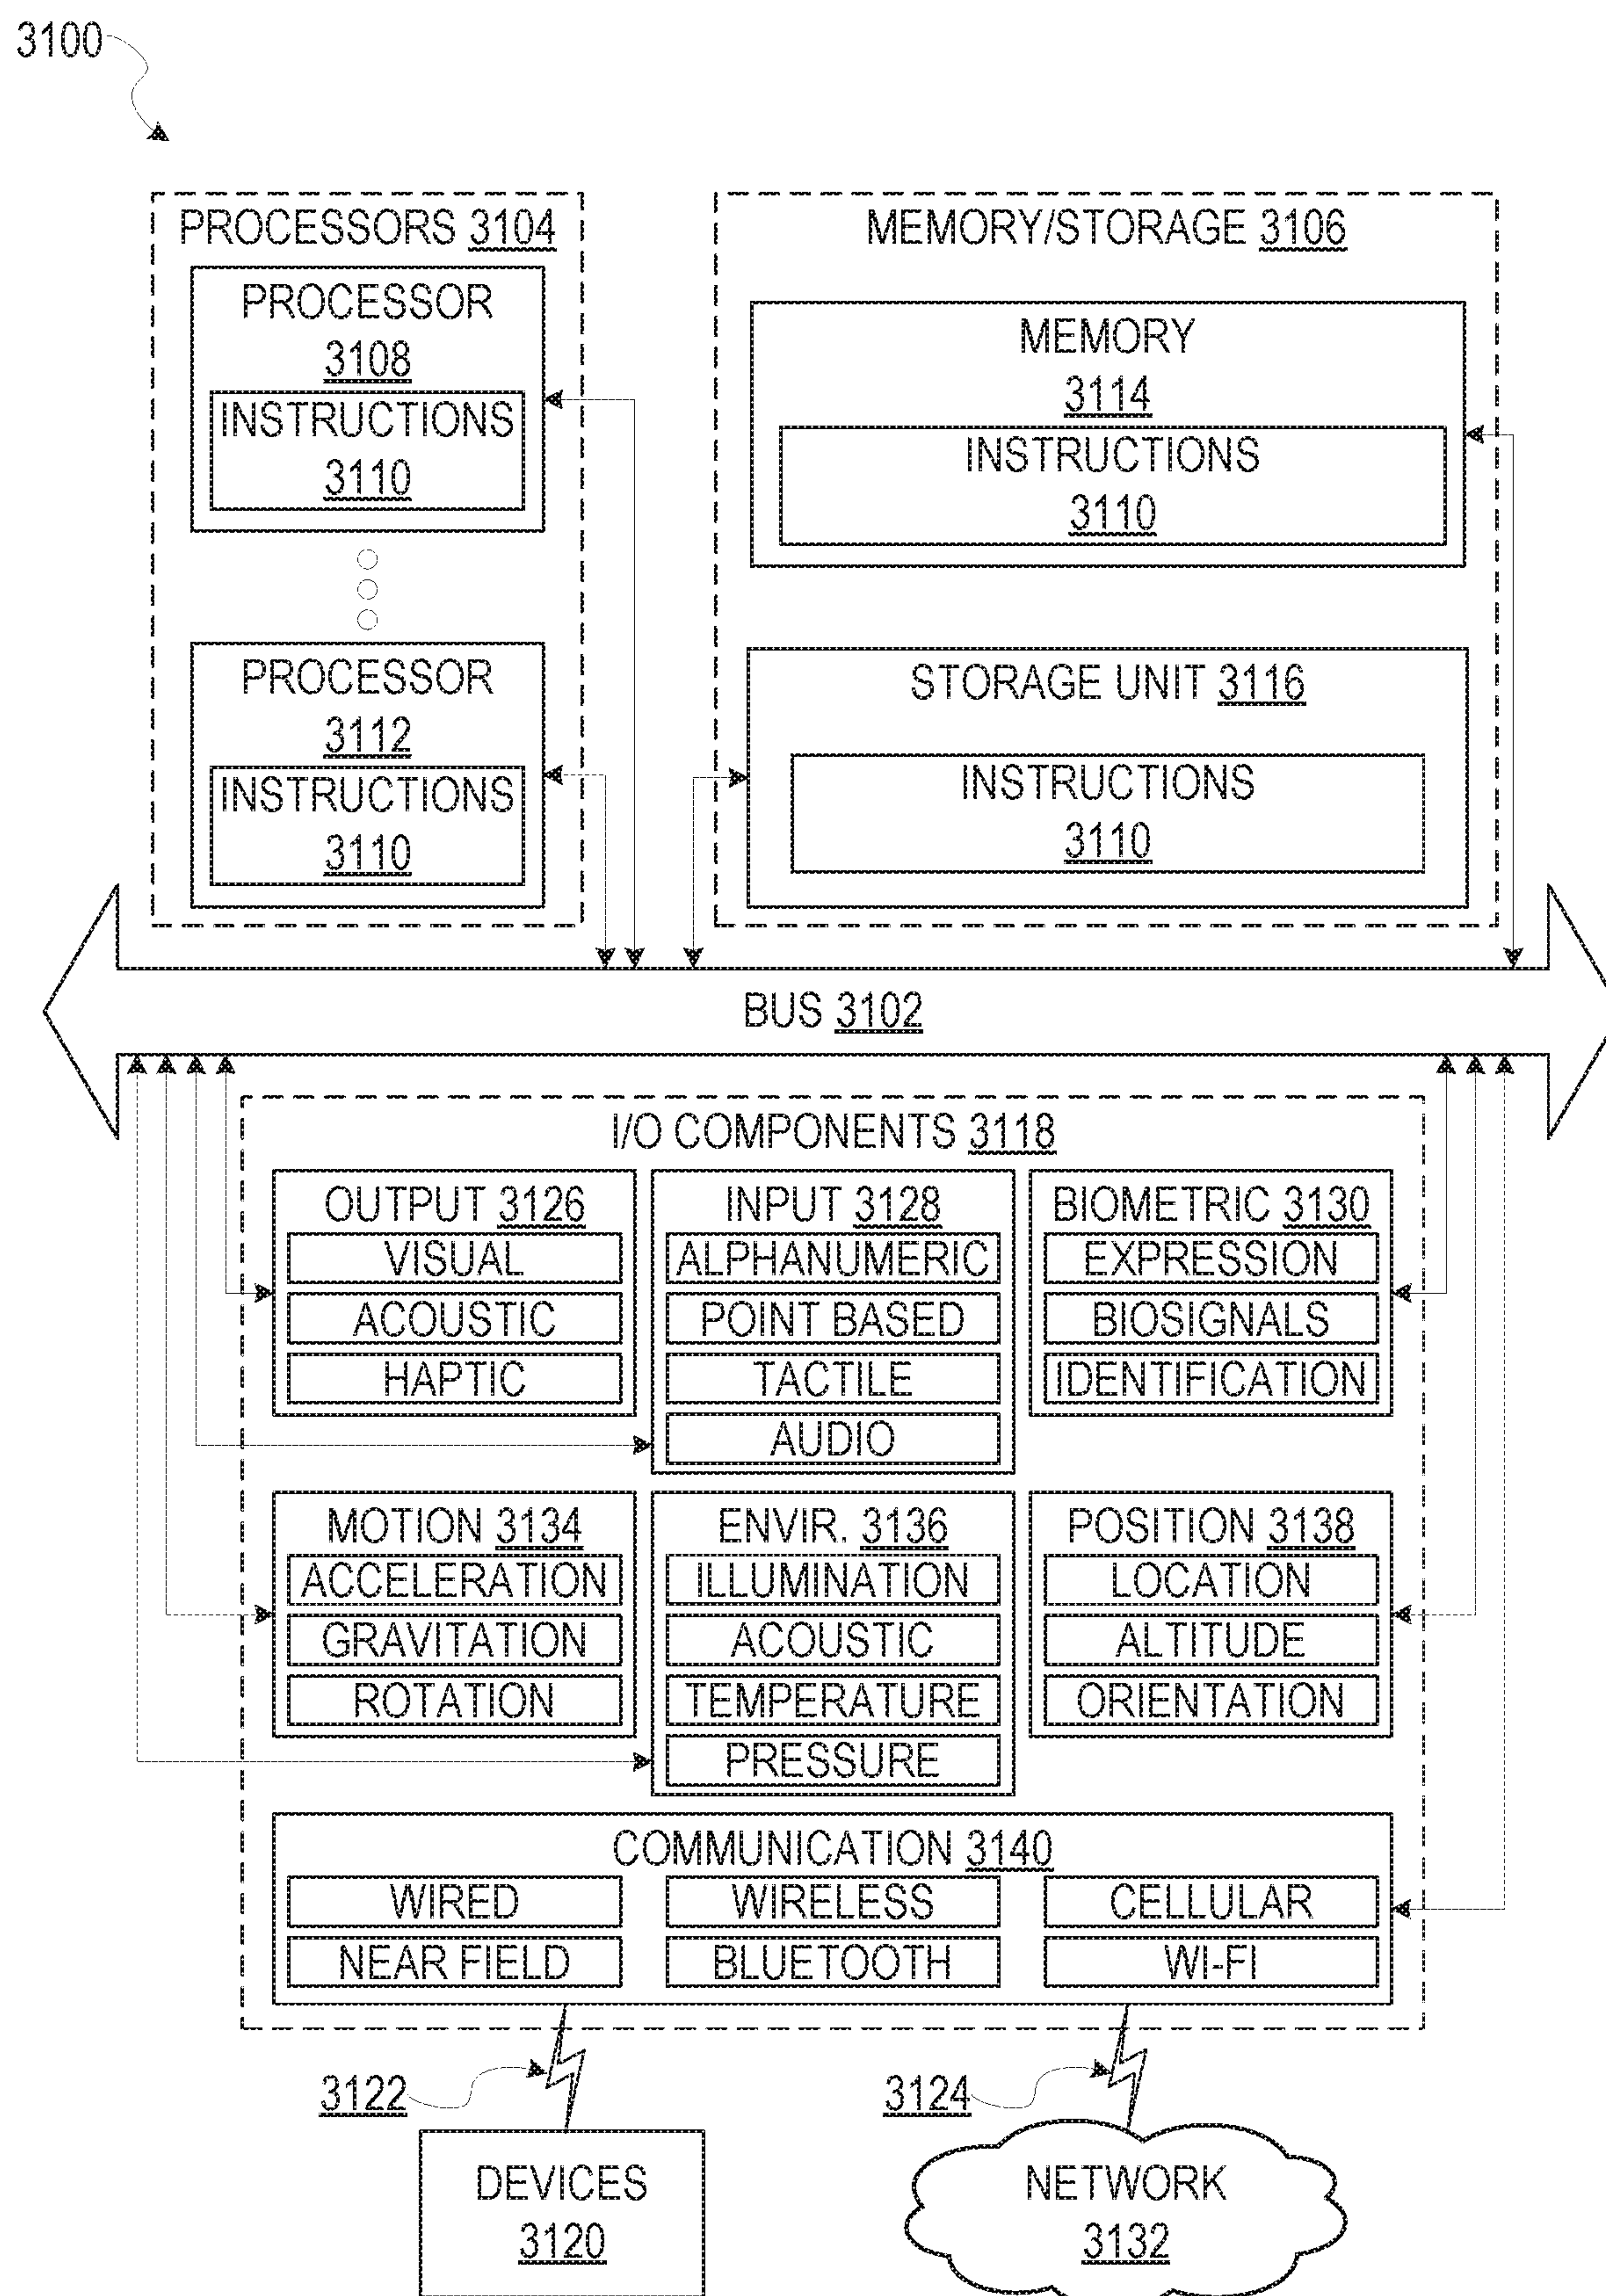 3100
PROCESSORS 3104
PROCESSOR
3108
INSTRUCTIONS
3110
PROCESSOR
3112
INSTRUCTIONS
3110
MEMORY/STORAGE 3106
MEMORY
3114
INSTRUCTIONS
3110
STORAGE UNIT 3116
INSTRUCTIONS
3110
BUS 3102
I/O COMPONENTS 3118
OUTPUT 3126
VISUAL
ACOUSTIC
HAPTIC
INPUT 3128
ALPHANUMERIC
POINT BASED
TACTILE
AUDIO
BIOMETRIC 3130
EXPRESSION
BIOSIGNALS
IDENTIFICATION
MOTION 3134
ACCELERATION
GRAVITATION
ROTATION
ENVIR. 3136
ILLUMINATION
ACOUSTIC
TEMPERATURE
PRESSURE
POSITION 3138
LOCATION
ALTITUDE
ORIENTATION
COMMUNICATION 3140
WIRED
WIRELESS
CELLULAR
NEAR FIELD
BLUETOOTH
WI-FI
3122
3124
DEVICES
3120
NETWORK
3132